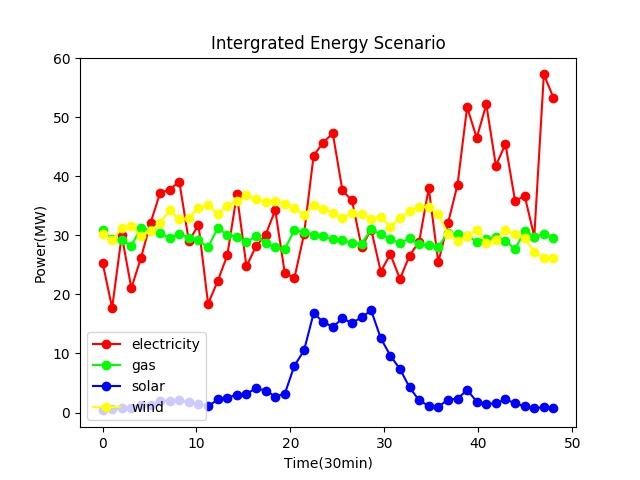 Intergrated Energy Scenario
Power(MW)
60
50
40
30
20
10
0
electricity
gas
solar
wind
0 10 20 30 40 50
Time(30min)